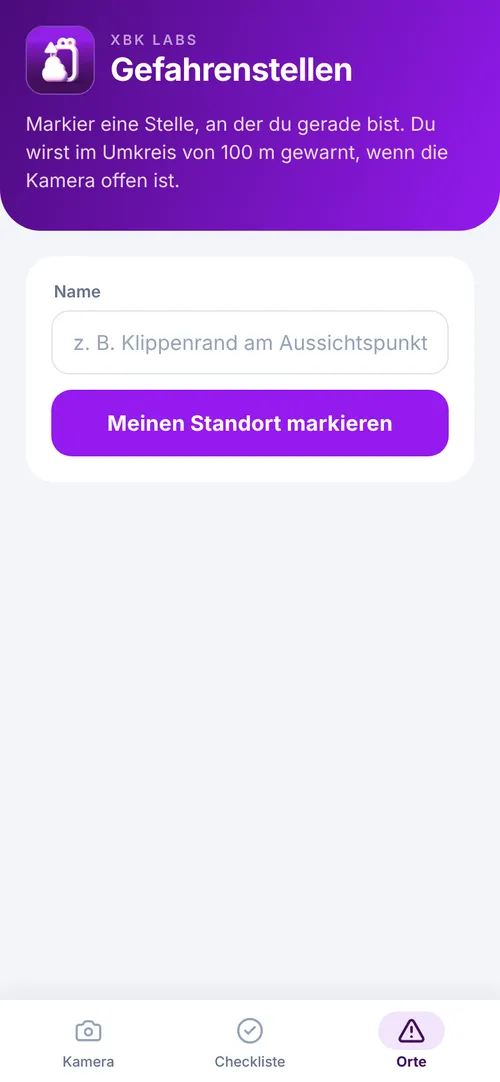 XBK LABS
Gefahrenstellen
Markier eine Stelle, an der du gerade bist. Du
wirst im Umkreis von 100 m gewarnt, wenn die
Kamera offen ist.
Name
z. B. Klippenrand am Aussichtspunkt
Meinen Standort markieren
Kamera
Checkliste
Orte